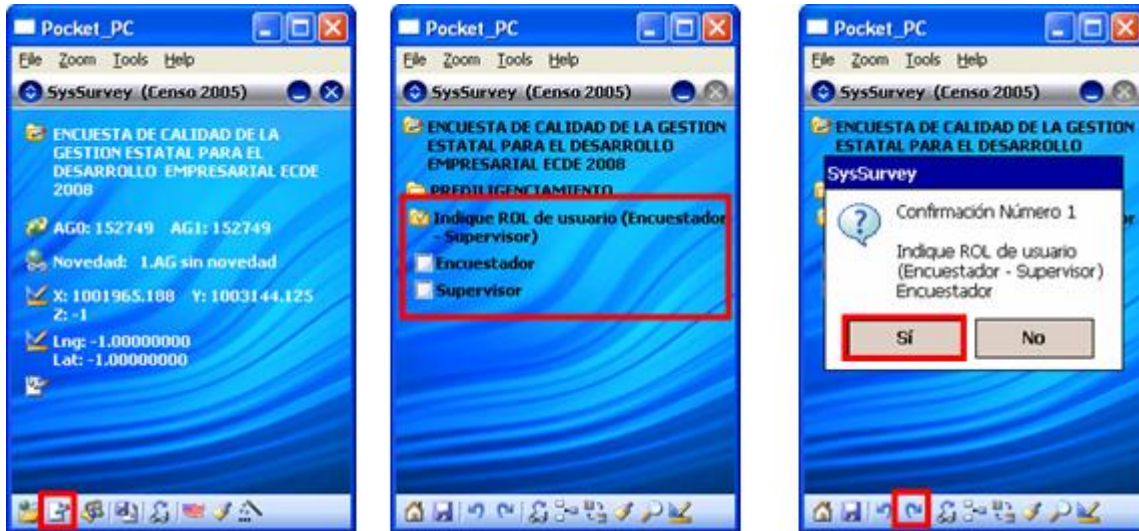 Pocket_PC
File Zoom Tools Help
SysSurvey (Censo 2005)
ENCUESTA DE CALIDAD DE LA
GESTION ESTATAL PARA EL
DESARROLLO EMPRESARIAL ECDE
2008
AG0: 152749 AG1: 152749
Novedad: 1.AG sin novedad
X: 1001965.188 Y: 1003144.125
Z: -1
Lng: -1.00000000
Lat: -1.00000000
Pocket_PC
File Zoom Tools Help
SysSurvey (Censo 2005)
ENCUESTA DE CALIDAD DE LA GESTION
ESTATAL PARA EL DESARROLLO
EMPRESARIAL ECDE 2008
PREDILIGENCIAMIENTO
Indique ROL de usuario (Encuestador
- Supervisor)
Encuestador
Supervisor
Pocket_PC
File Zoom Tools Help
SysSurvey (Censo 2005)
ENCUESTA DE CALIDAD DE LA GESTION
ESTATAL PARA EL DESARROLLO
SysSurvey
Confirmación Número 1
Indique ROL de usuario
(Encuestador - Supervisor)
Encuestador
Sí No